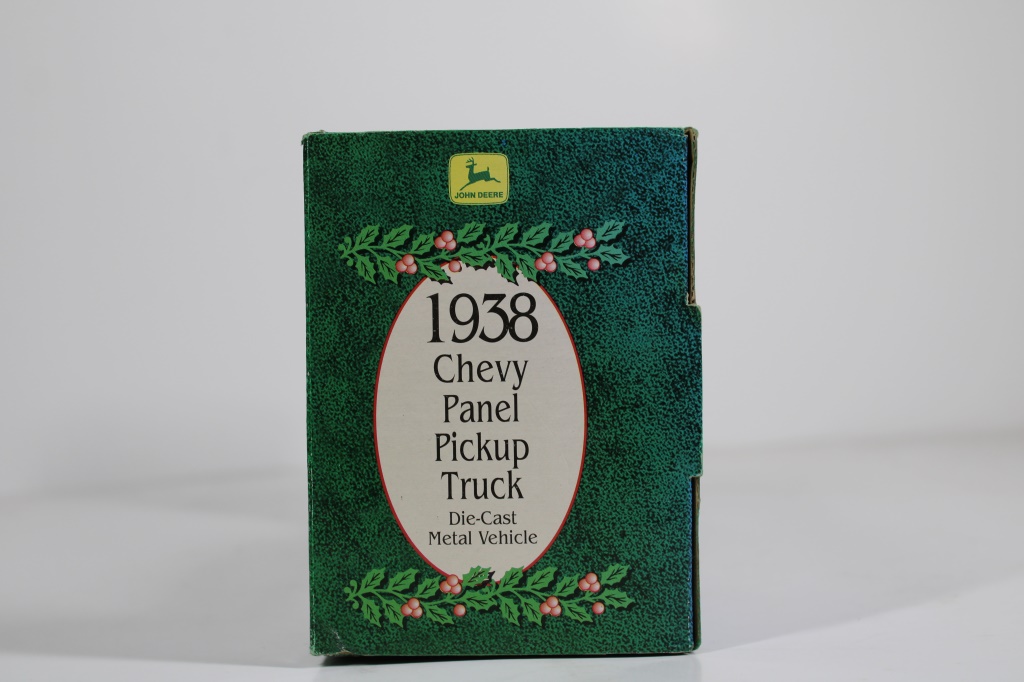 JOHN DEERE
1938
Chevy
Panel
Pickup
Truck
Die-Cast
Metal Vehicle